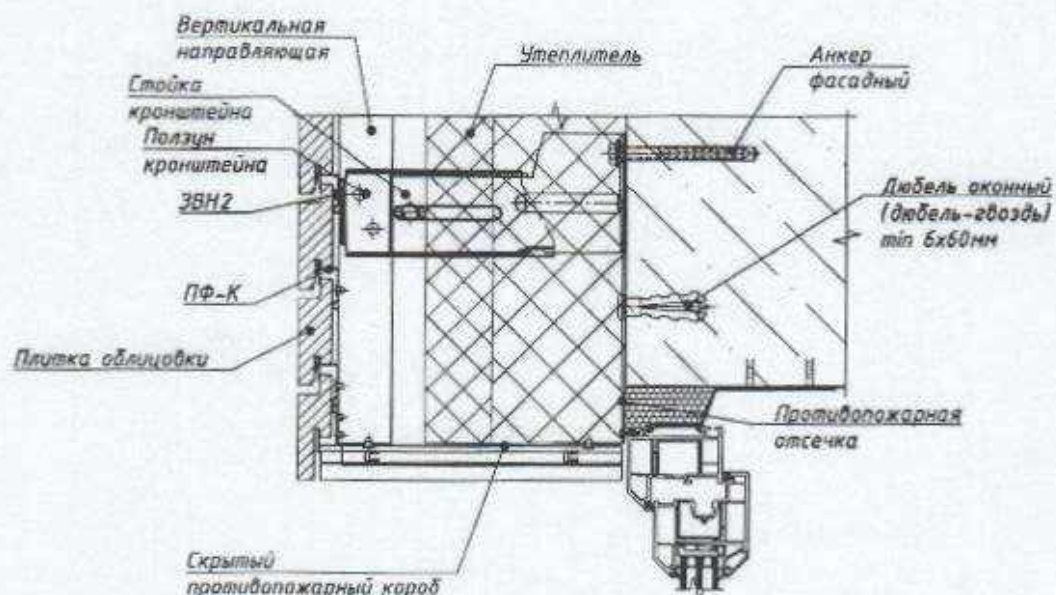 Вертикальная
направляющая
Стойка
кронштейна
Ползун
кронштейна
ЗВН2
ПФ-К
Плитка облицовки
Утеплитель
Анкер
фасадный
Дюбель оконный
(дюбель-гвоздь)
min 6х60мм
Противопожарная
отсечка
Скрытый
противопожарный короб